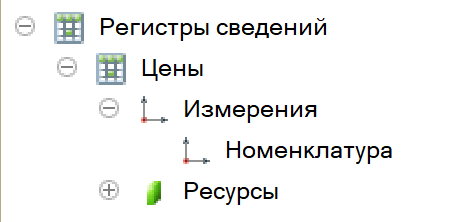 Регистры сведений
Цены
Измерения
Номенклатура
Ресурсы